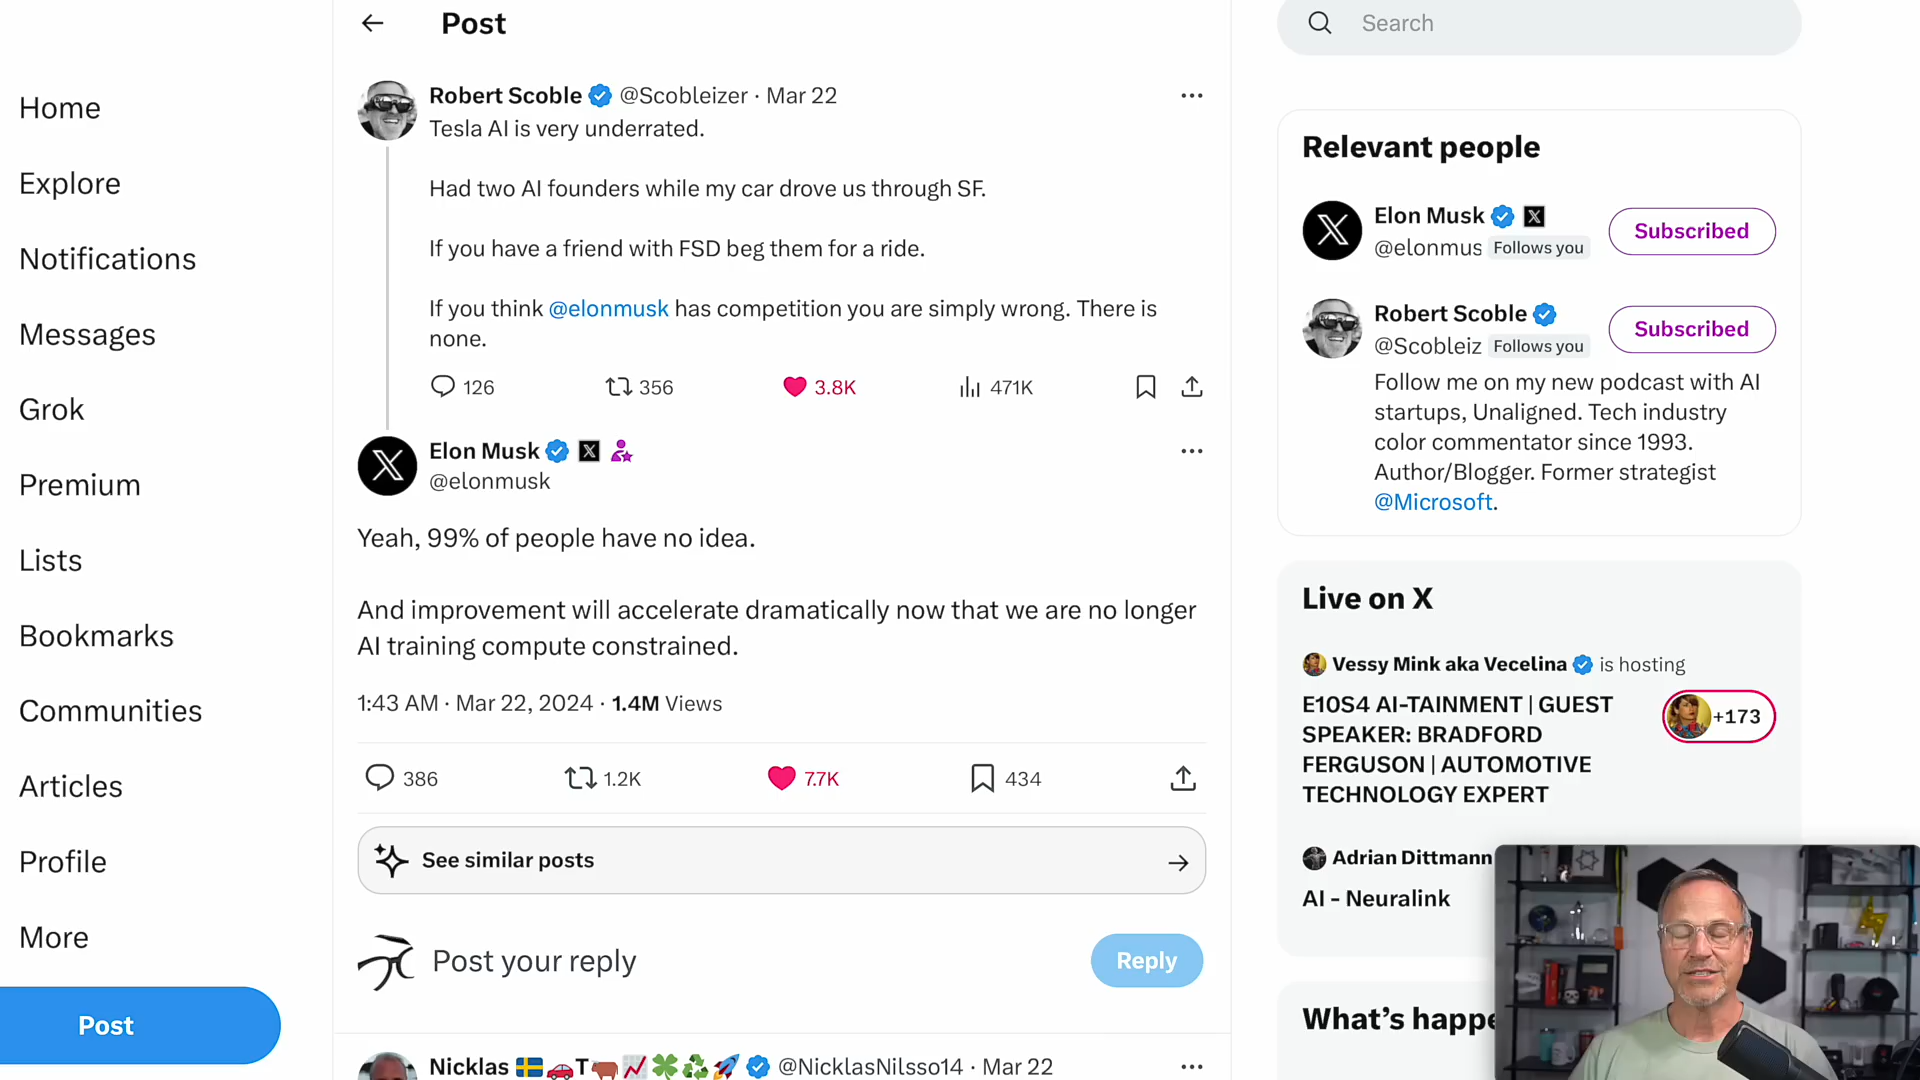 Home
Explore
Notifications
Messages
Grok
Premium
Lists
Bookmarks
Communities
Articles
Profile
More
Post
Post
Robert Scoble @Scobleizer · Mar 22
Tesla AI is very underrated.
Had two AI founders while my car drove us through SF.
If you have a friend with FSD beg them for a ride.
If you think @elonmusk has competition you are simply wrong. There is
none.
126 356 3.8K 471K
Elon Musk
@elonmusk
Yeah, 99% of people have no idea.
And improvement will accelerate dramatically now that we are no longer
AI training compute constrained.
1:43 AM · Mar 22, 2024 · 1.4M Views
386 1.2K 7.7K 434
See similar posts
Post your reply
Reply
Nicklas 🇸🇪🚗T🐂📈🍀♻️🚀 @NicklasNilsso14 · Mar 22
Search
Relevant people
Elon Musk
@elonmus Follows you
Subscribed
Robert Scoble
@Scobleiz Follows you
Subscribed
Follow me on my new podcast with AI
startups, Unaligned. Tech industry
color commentator since 1993.
Author/Blogger. Former strategist
@Microsoft.
Live on X
Vessy Mink aka Vecelina is hosting
E10S4 AI-TAINMENT | GUEST
SPEAKER: BRADFORD
FERGUSON | AUTOMOTIVE
TECHNOLOGY EXPERT
+173
Adrian Dittmann
AI - Neuralink
What's happe